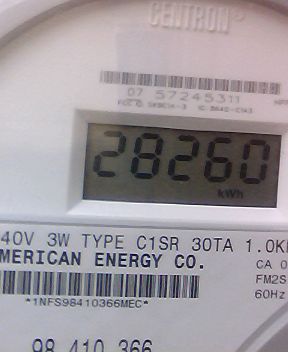 CENTRON
07 57245311
28260
kWh
40V 3W TYPE C1SR 30TA 1.0K
MERICAN ENERGY CO.
CA 0
FM2S
60Hz
*1NFS98410366MEC*
98 410 366